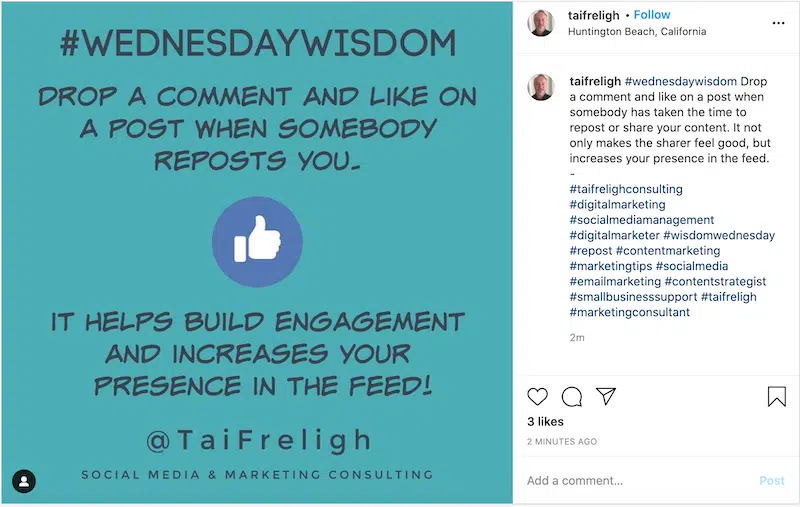 #WEDNESDAYWISDOM
DROP A COMMENT AND LIKE ON
A POST WHEN SOMEBODY
REPOSTS YOU-
IT HELPS BUILD ENGAGEMENT
AND INCREASES YOUR
PRESENCE IN THE FEED!
@TaiFreligh
SOCIAL MEDIA & MARKETING CONSULTING
taifreligh • Follow
Huntington Beach, California
taifreligh #wednesdaywisdom Drop
a comment and like on a post when
somebody has taken the time to
repost or share your content. It not
only makes the sharer feel good, but
increases your presence in the feed.
-
#taifrelighconsulting
#digitalmarketing
#socialmediamanagement
#digitalmarketer #wisdomwednesday
#repost #contentmarketing
#marketingtips #socialmedia
#emailmarketing #contentstrategist
#smallbusinesssupport #taifreligh
#marketingconsultant
2m
3 likes
2 MINUTES AGO
Add a comment... Post